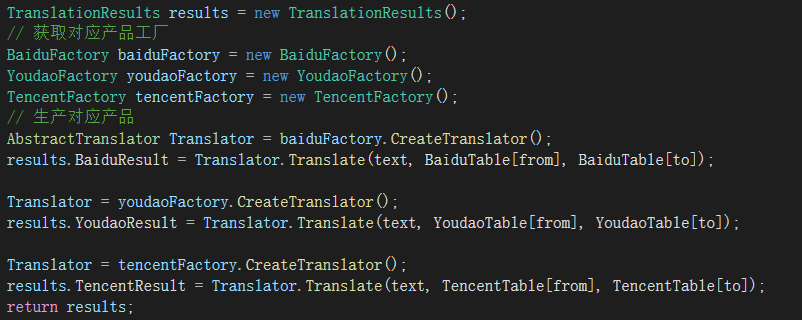 TranslationResults results = new TranslationResults();
// 获取对应产品工厂
BaiduFactory baiduFactory = new BaiduFactory();
YoudaoFactory youdaoFactory = new YoudaoFactory();
TencentFactory tencentFactory = new TencentFactory();
// 生产对应产品
AbstractTranslator Translator = baiduFactory.CreateTranslator();
results.BaiduResult = Translator.Translate(text, BaiduTable[from], BaiduTable[to]);
Translator = youdaoFactory.CreateTranslator();
results.YoudaoResult = Translator.Translate(text, YoudaoTable[from], YoudaoTable[to]);
Translator = tencentFactory.CreateTranslator();
results.TencentResult = Translator.Translate(text, TencentTable[from], TencentTable[to]);
return results;